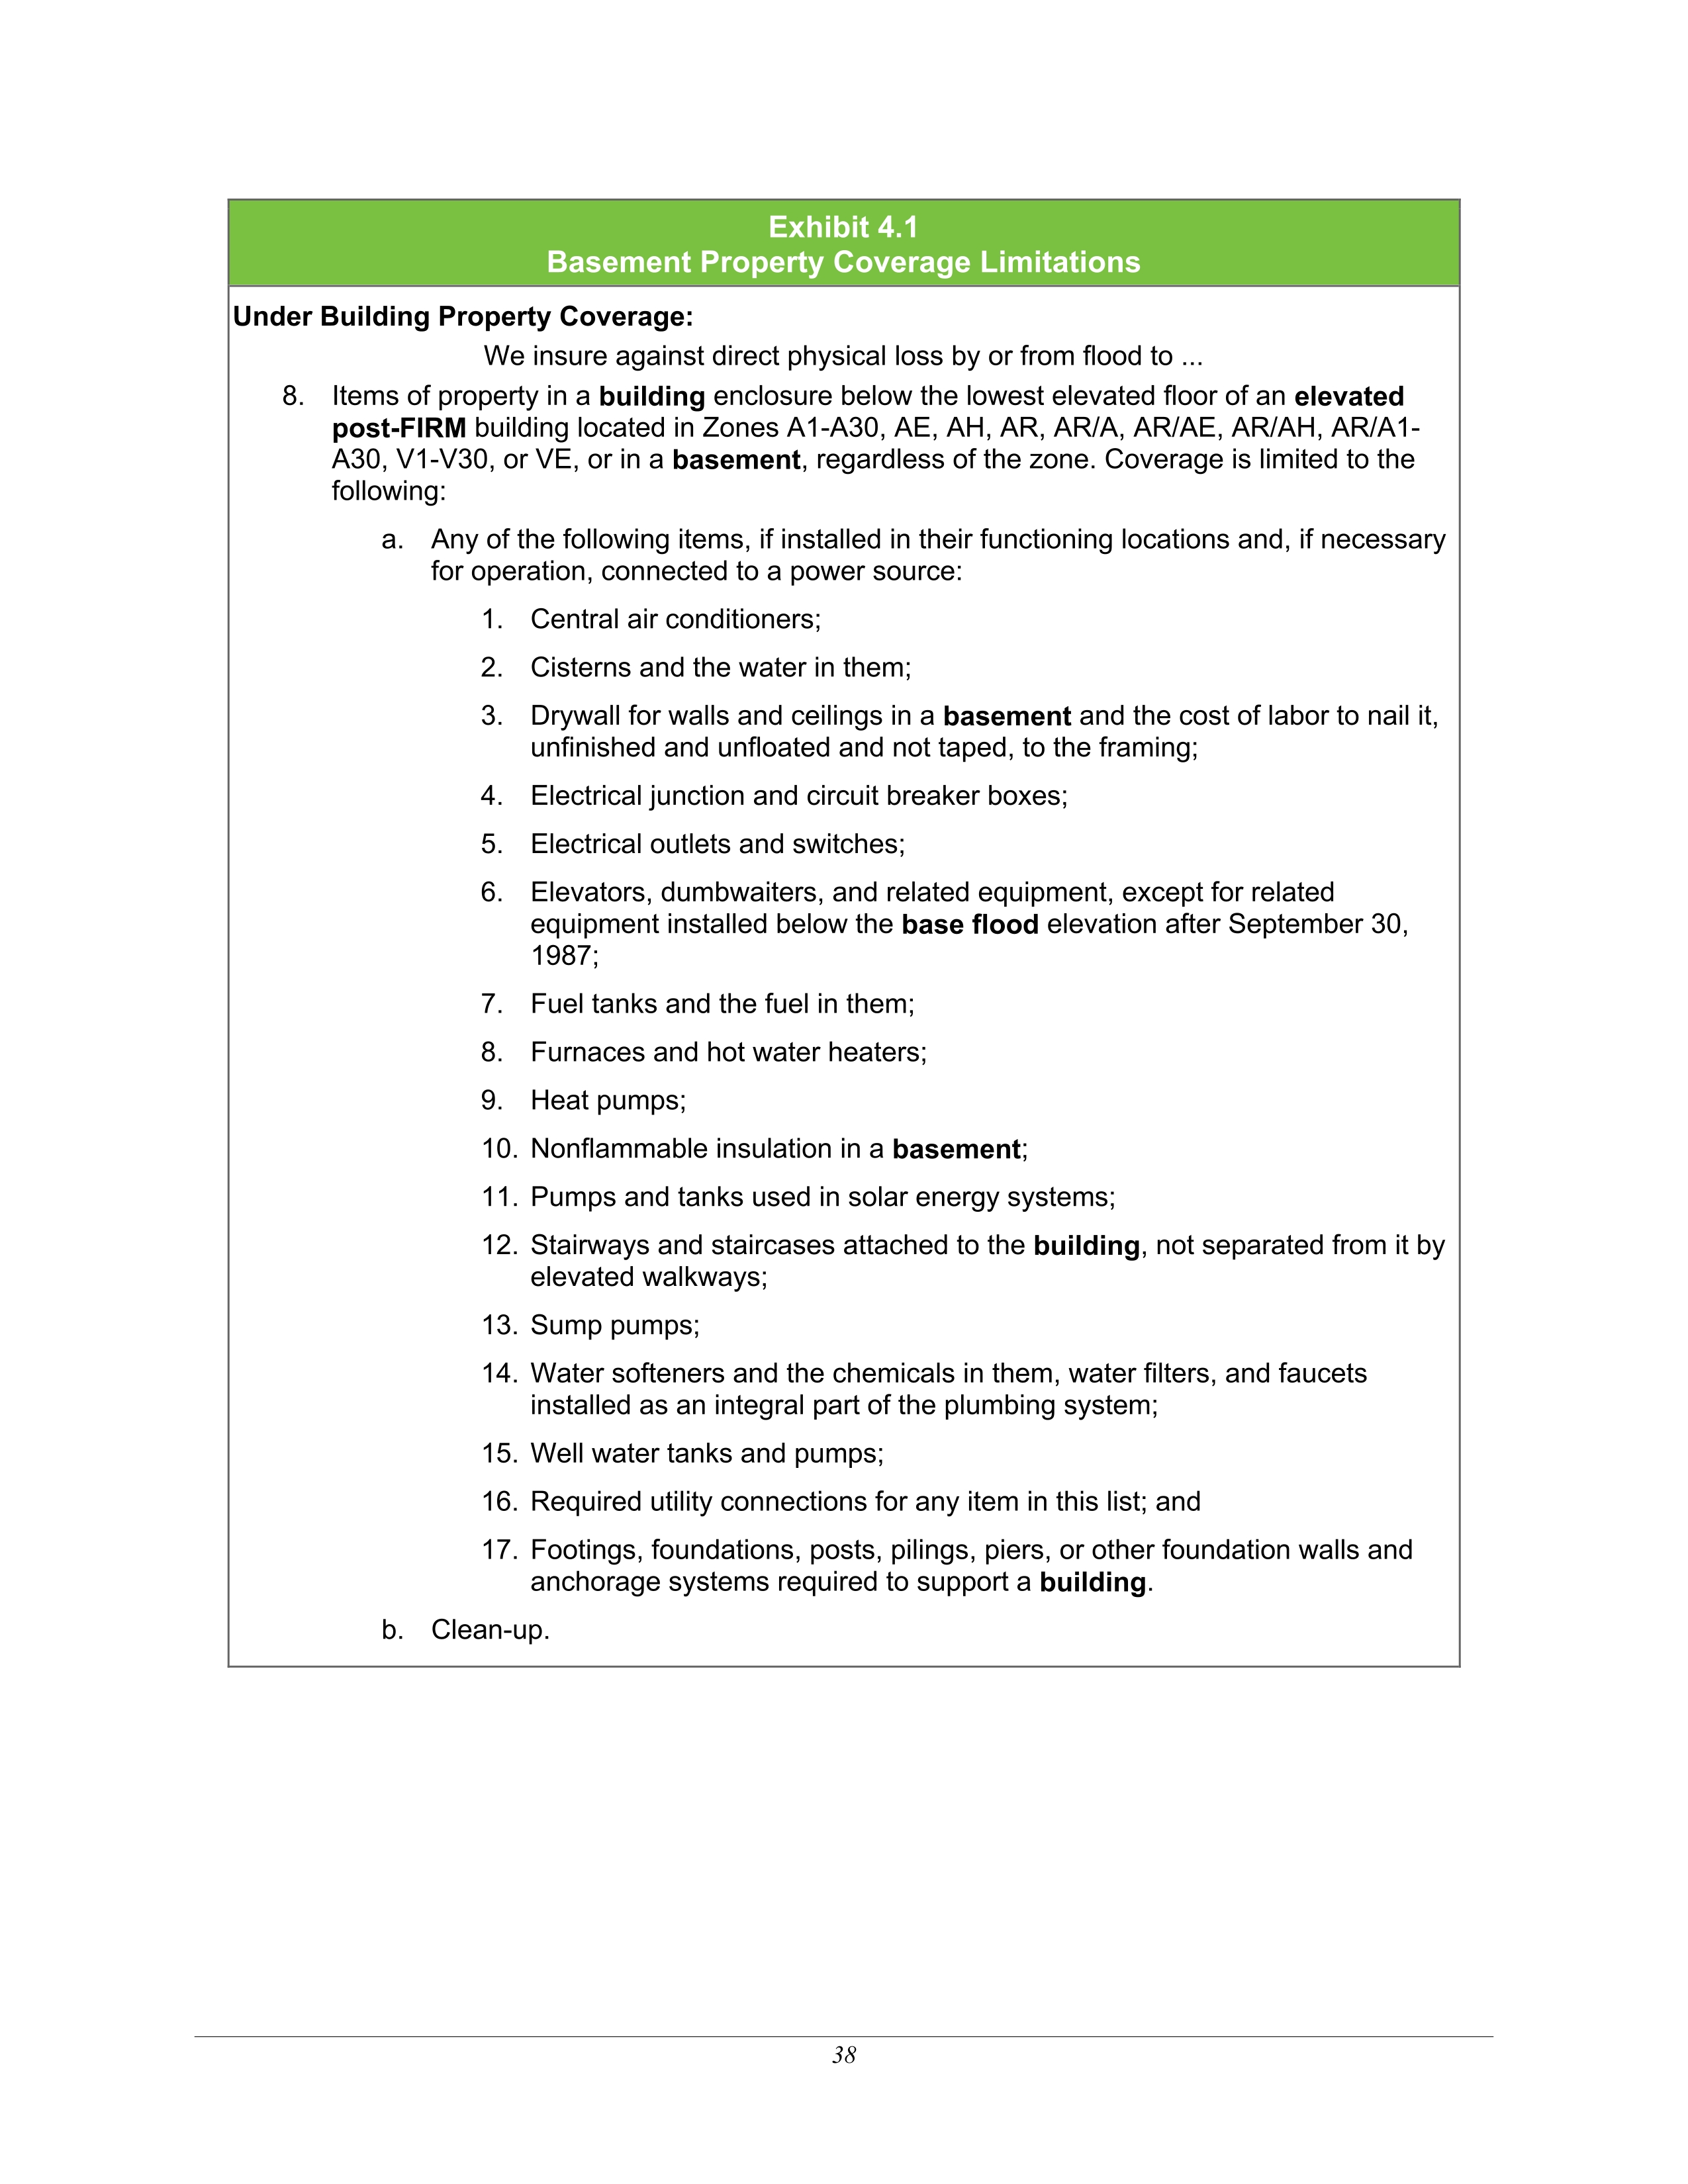 Exhibit 4.1
Basement Property Coverage Limitations
Under Building Property Coverage:
We insure against direct physical loss by or from flood to ...
8. Items of property in a building enclosure below the lowest elevated floor of an elevated
post-FIRM building located in Zones A1-A30, AE, AH, AR, AR/A, AR/AE, AR/AH, AR/A1-
A30, V1-V30, or VE, or in a basement, regardless of the zone. Coverage is limited to the
following:
a. Any of the following items, if installed in their functioning locations and, if necessary
for operation, connected to a power source:
1. Central air conditioners;
2. Cisterns and the water in them;
3. Drywall for walls and ceilings in a basement and the cost of labor to nail it,
unfinished and unfloated and not taped, to the framing;
4. Electrical junction and circuit breaker boxes;
5. Electrical outlets and switches;
6. Elevators, dumbwaiters, and related equipment, except for related
equipment installed below the base flood elevation after September 30,
1987;
7. Fuel tanks and the fuel in them;
8. Furnaces and hot water heaters;
9. Heat pumps;
10. Nonflammable insulation in a basement;
11. Pumps and tanks used in solar energy systems;
12. Stairways and staircases attached to the building, not separated from it by
elevated walkways;
13. Sump pumps;
14. Water softeners and the chemicals in them, water filters, and faucets
installed as an integral part of the plumbing system;
15. Well water tanks and pumps;
16. Required utility connections for any item in this list; and
17. Footings, foundations, posts, pilings, piers, or other foundation walls and
anchorage systems required to support a building.
b. Clean-up.
38